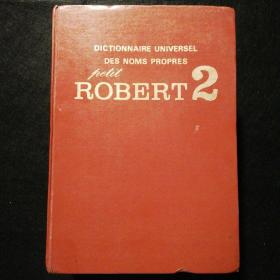 DICTIONNAIRE UNIVERSEL
DES NOMS PROPRES
petit
ROBERT 2